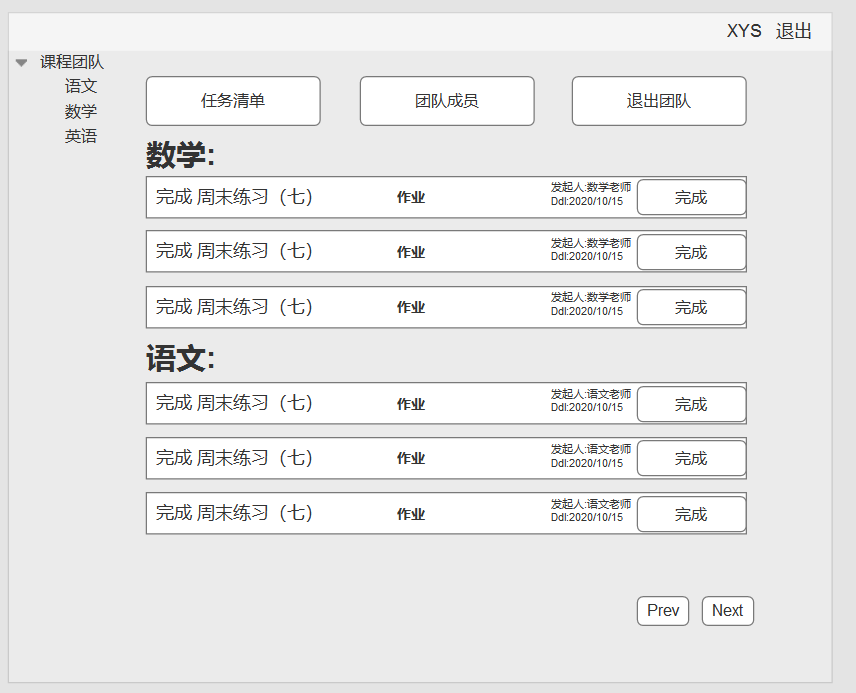 XYS 退出
课程团队
语文
数学
英语
任务清单 团队成员 退出团队
数学:
完成 周末练习（七） 作业 发起人:数学老师 完成
Ddl:2020/10/15
完成 周末练习（七） 作业 发起人:数学老师 完成
Ddl:2020/10/15
完成 周末练习（七） 作业 发起人:数学老师 完成
Ddl:2020/10/15
语文:
完成 周末练习（七） 作业 发起人:语文老师 完成
Ddl:2020/10/15
完成 周末练习（七） 作业 发起人:语文老师 完成
Ddl:2020/10/15
完成 周末练习（七） 作业 发起人:语文老师 完成
Ddl:2020/10/15
Prev Next